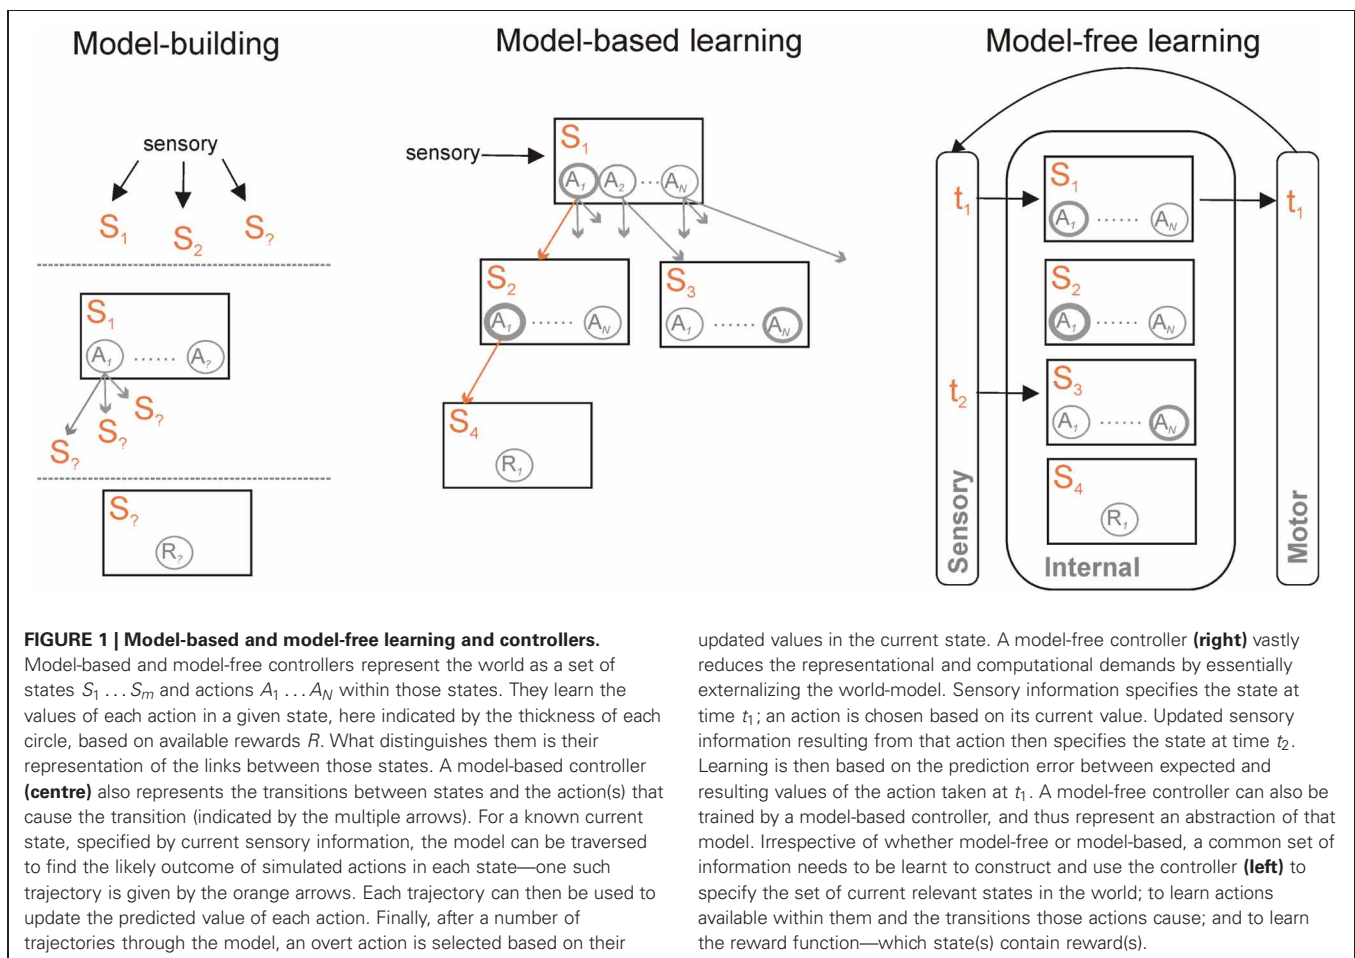 Model-building
sensory
S1 S2 S?
S1
A1 ...... A?
S?
S?
S?
S?
R?
Model-based learning
sensory
S1
A1 A2 ... AN
S2
A1 ...... AN
S3
A1 ...... AN
S4
R1
Model-free learning
t1
S1
A1 ...... AN
t1
S2
A1 ...... AN
t2
S3
A1 ...... AN
S4
R1
Sensory
Internal
Motor
FIGURE 1 | Model-based and model-free learning and controllers.
Model-based and model-free controllers represent the world as a set of
states S1 ... Sm and actions A1 ... AN within those states. They learn the
values of each action in a given state, here indicated by the thickness of each
circle, based on available rewards R. What distinguishes them is their
representation of the links between those states. A model-based controller
(centre) also represents the transitions between states and the action(s) that
cause the transition (indicated by the multiple arrows). For a known current
state, specified by current sensory information, the model can be traversed
to find the likely outcome of simulated actions in each state—one such
trajectory is given by the orange arrows. Each trajectory can then be used to
update the predicted value of each action. Finally, after a number of
trajectories through the model, an overt action is selected based on their
updated values in the current state. A model-free controller (right) vastly
reduces the representational and computational demands by essentially
externalizing the world-model. Sensory information specifies the state at
time t1; an action is chosen based on its current value. Updated sensory
information resulting from that action then specifies the state at time t2.
Learning is then based on the prediction error between expected and
resulting values of the action taken at t1. A model-free controller can also be
trained by a model-based controller, and thus represent an abstraction of that
model. Irrespective of whether model-free or model-based, a common set of
information needs to be learnt to construct and use the controller (left) to
specify the set of current relevant states in the world; to learn actions
available within them and the transitions those actions cause; and to learn
the reward function—which state(s) contain reward(s).